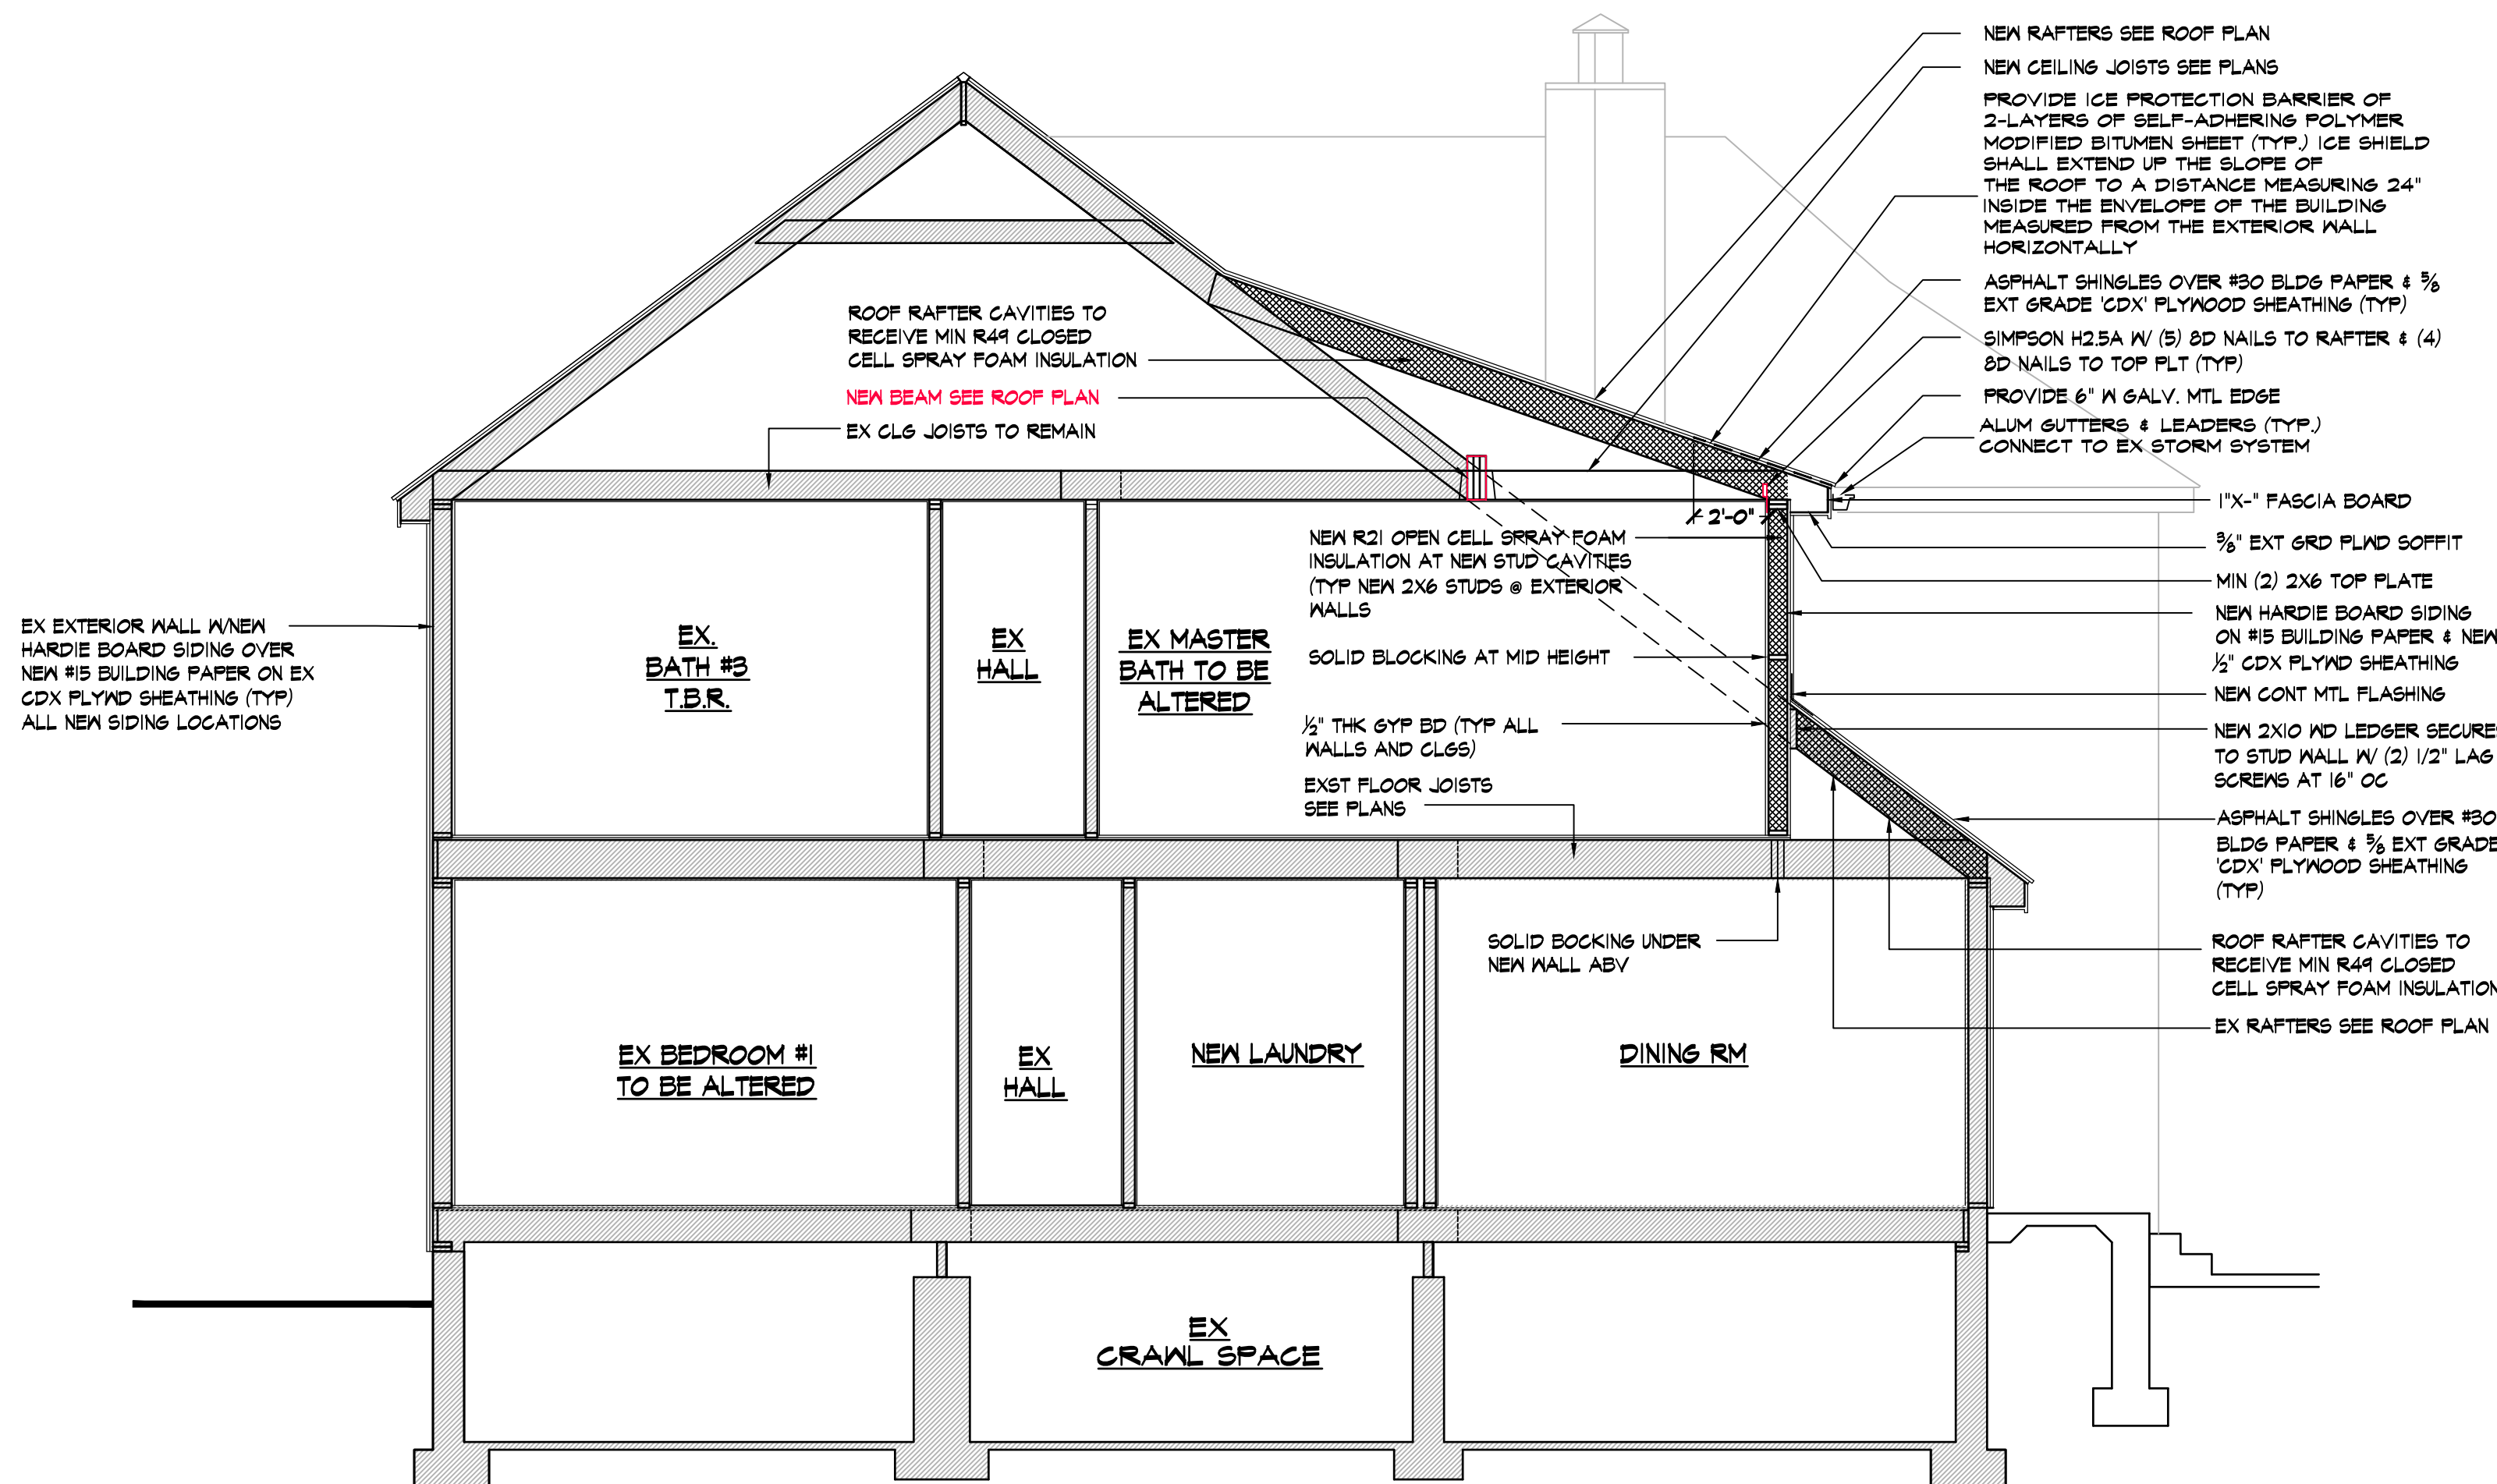 NEW RAFTERS SEE ROOF PLAN
NEW CEILING JOISTS SEE PLANS
PROVIDE ICE PROTECTION BARRIER OF
2-LAYERS OF SELF-ADHERING POLYMER
MODIFIED BITUMEN SHEET (TYP.) ICE SHIELD
SHALL EXTEND UP THE SLOPE OF
THE ROOF TO A DISTANCE MEASURING 24"
INSIDE THE ENVELOPE OF THE BUILDING
MEASURED FROM THE EXTERIOR WALL
HORIZONTALLY
ASPHALT SHINGLES OVER #30 BLDG PAPER & 5/8
EXT GRADE 'CDX' PLYWOOD SHEATHING (TYP)
SIMPSON H2.5A W/ (5) 8D NAILS TO RAFTER & (4)
8D NAILS TO TOP PLT (TYP)
PROVIDE 6" W GALV. MTL EDGE
ALUM GUTTERS & LEADERS (TYP.)
CONNECT TO EX STORM SYSTEM
1"X-" FASCIA BOARD
3/8" EXT GRD PLWD SOFFIT
MIN (2) 2X6 TOP PLATE
NEW HARDIE BOARD SIDING
ON #15 BUILDING PAPER & NEW
1/2" CDX PLYWD SHEATHING
NEW CONT MTL FLASHING
NEW 2X10 WD LEDGER SECURES
TO STUD WALL W/ (2) 1/2" LAG
SCREWS AT 16" OC
ASPHALT SHINGLES OVER #30
BLDG PAPER & 5/8 EXT GRADE
'CDX' PLYWOOD SHEATHING
(TYP)
ROOF RAFTER CAVITIES TO
RECEIVE MIN R49 CLOSED
CELL SPRAY FOAM INSULATION
EX RAFTERS SEE ROOF PLAN
ROOF RAFTER CAVITIES TO
RECEIVE MIN R49 CLOSED
CELL SPRAY FOAM INSULATION
NEW BEAM SEE ROOF PLAN
EX CLG JOISTS TO REMAIN
2'-0"
NEW R21 OPEN CELL SPRAY FOAM
INSULATION AT NEW STUD CAVITIES
(TYP NEW 2X6 STUDS @ EXTERIOR
WALLS
SOLID BLOCKING AT MID HEIGHT
1/2" THK GYP BD (TYP ALL
WALLS AND CLGS)
EXST FLOOR JOISTS
SEE PLANS
EX EXTERIOR WALL W/NEW
HARDIE BOARD SIDING OVER
NEW #15 BUILDING PAPER ON EX
CDX PLYWD SHEATHING (TYP)
ALL NEW SIDING LOCATIONS
EX.
BATH #3
T.B.R.
EX
HALL
EX MASTER
BATH TO BE
ALTERED
SOLID BOCKING UNDER
NEW WALL ABV
EX BEDROOM #1
TO BE ALTERED
EX
HALL
NEW LAUNDRY
DINING RM
EX
CRAWL SPACE